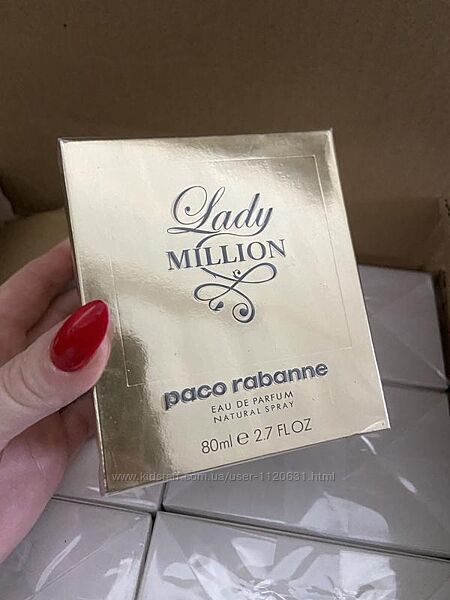 Lady
MILLION
paco rabanne
EAU DE PARFUM
NATURAL SPRAY
80ml e 2.7 FL OZ
www.kidstaff.com.ua/user-1120631.html